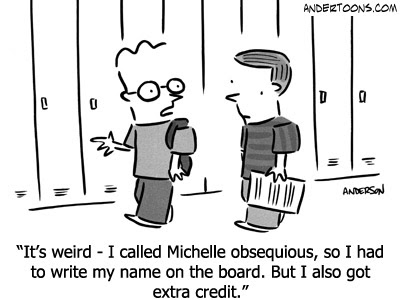 ANDERTOONS.COM
ANDERSON
“It’s weird - I called Michelle obsequious, so I had
to write my name on the board. But I also got
extra credit.”